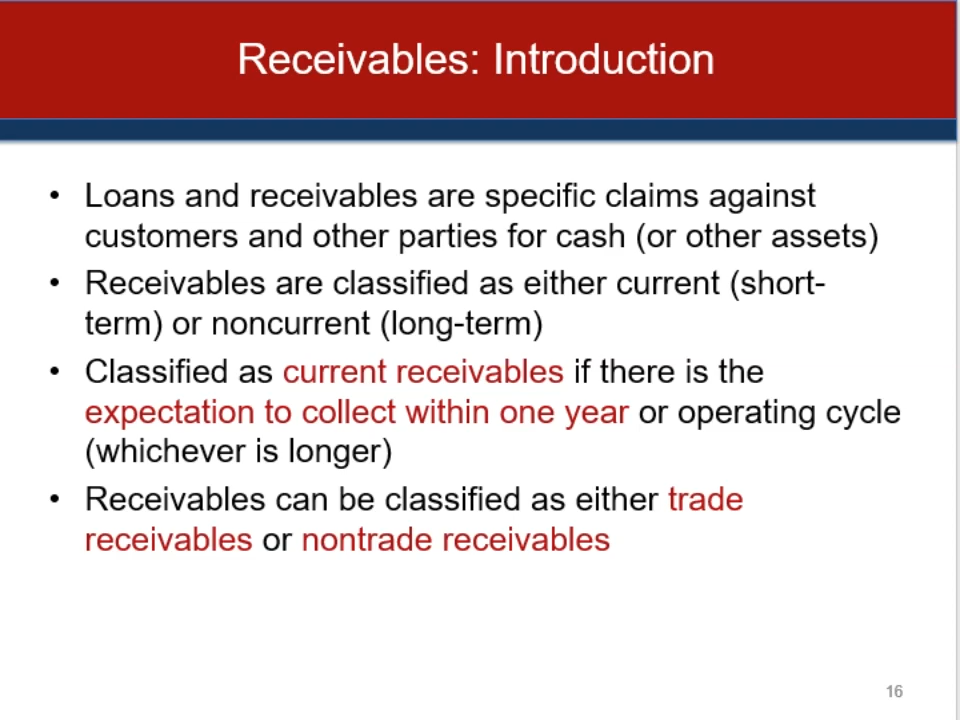 Receivables: Introduction
• Loans and receivables are specific claims against
customers and other parties for cash (or other assets)
• Receivables are classified as either current (short-
term) or noncurrent (long-term)
• Classified as current receivables if there is the
expectation to collect within one year or operating cycle
(whichever is longer)
• Receivables can be classified as either trade
receivables or nontrade receivables
16